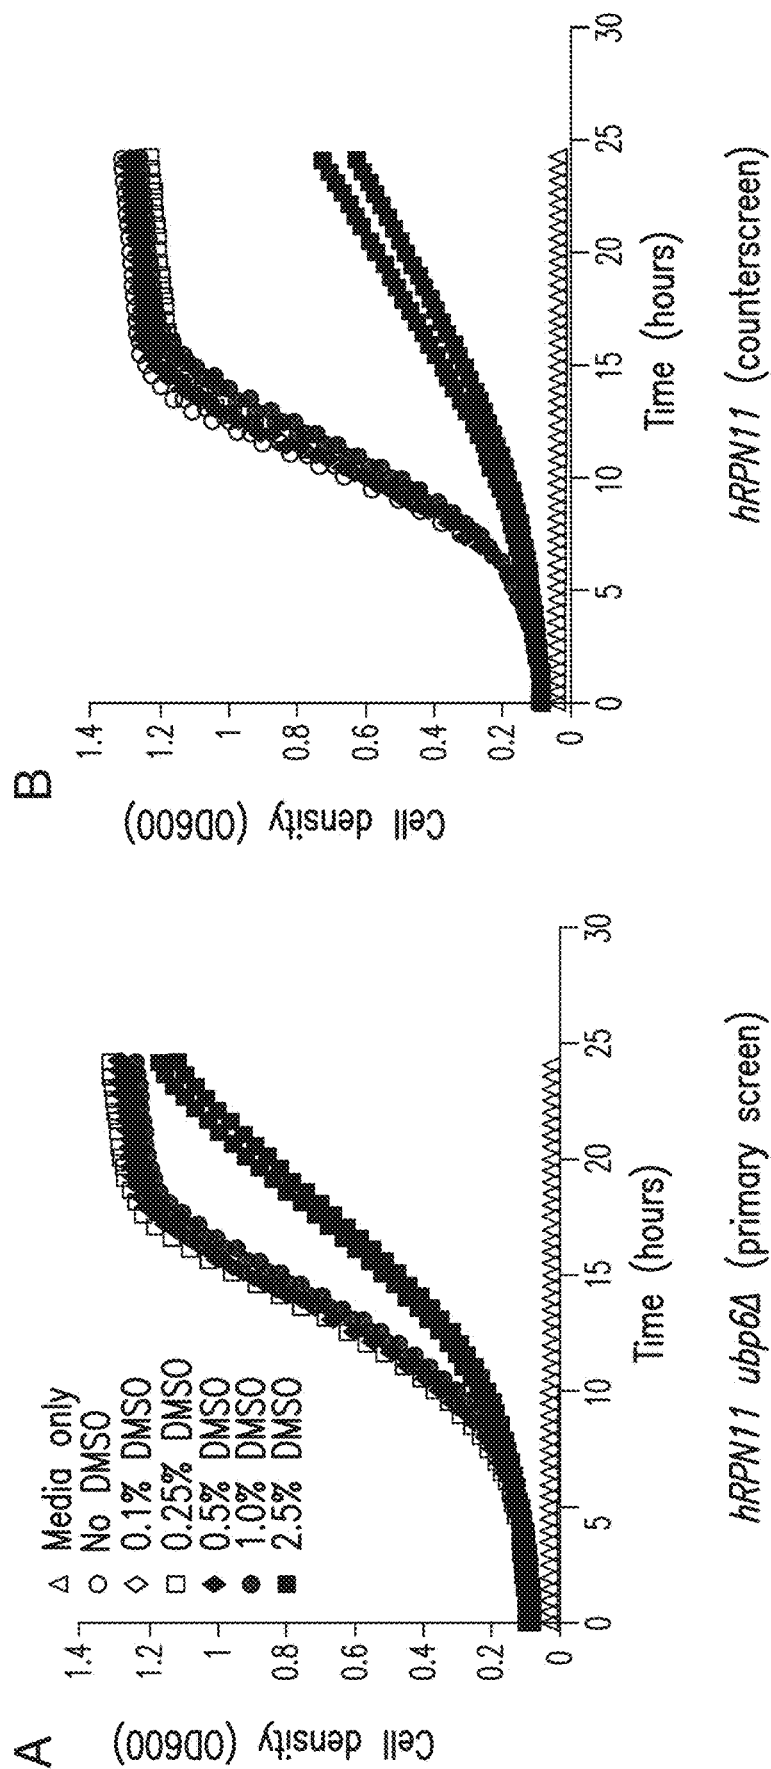 A
Cell density (OD600)
1.4
1.2
1
0.8
0.6
0.4
0.2
0
Media only
No DMSO
0.1% DMSO
0.25% DMSO
0.5% DMSO
1.0% DMSO
2.5% DMSO
0 5 10 15 20 25 30
Time (hours)
hRPN11 ubp6Δ (primary screen)
B
Cell density (OD600)
1.4
1.2
1
0.8
0.6
0.4
0.2
0
0 5 10 15 20 25 30
Time (hours)
hRPN11 (counterscreen)